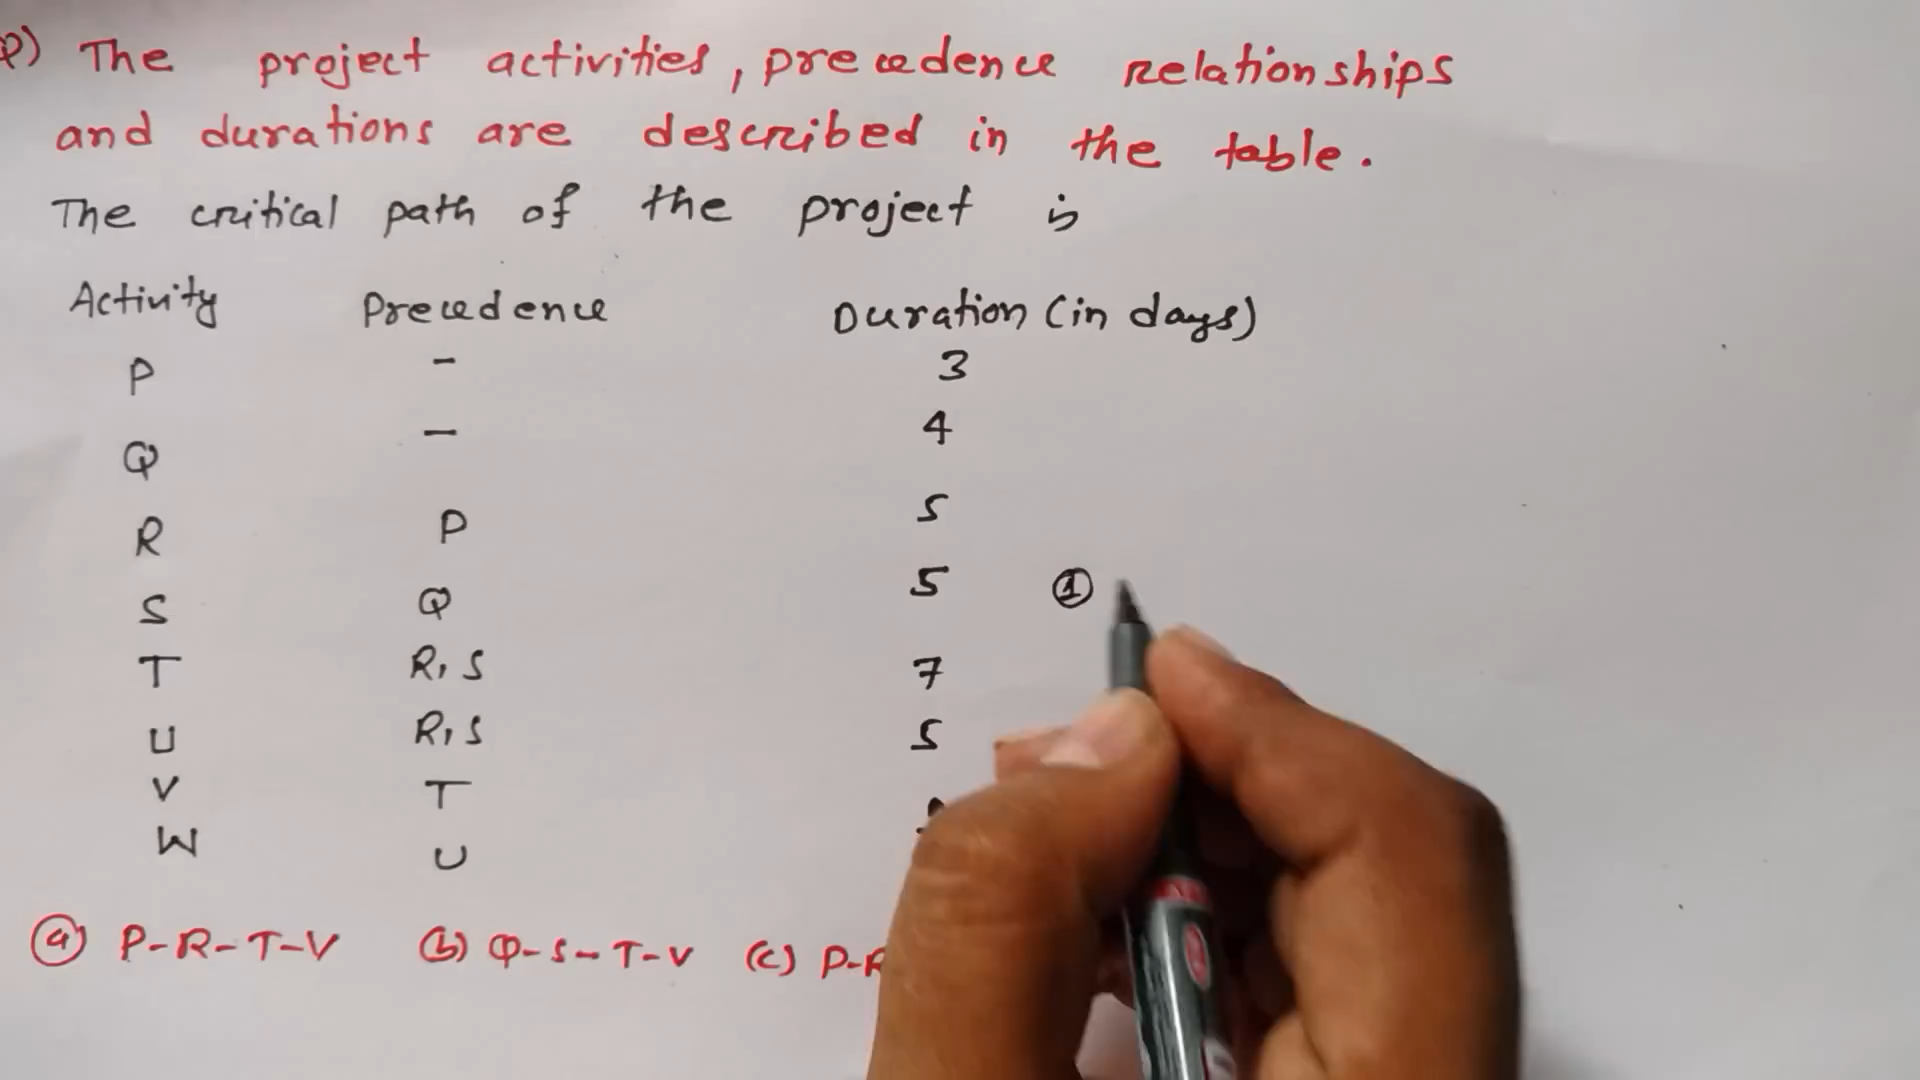 The project activities, precedence relationships
and durations are described in the table.
The critical path of the project is
Activity Precedence Duration (in days)
P - 3
Q - 4
R P 5
S Q 5 ①
T R, S 7
U R, S 5
V T
W U
(a) P-R-T-V (b) Q-S-T-V (c) P-R